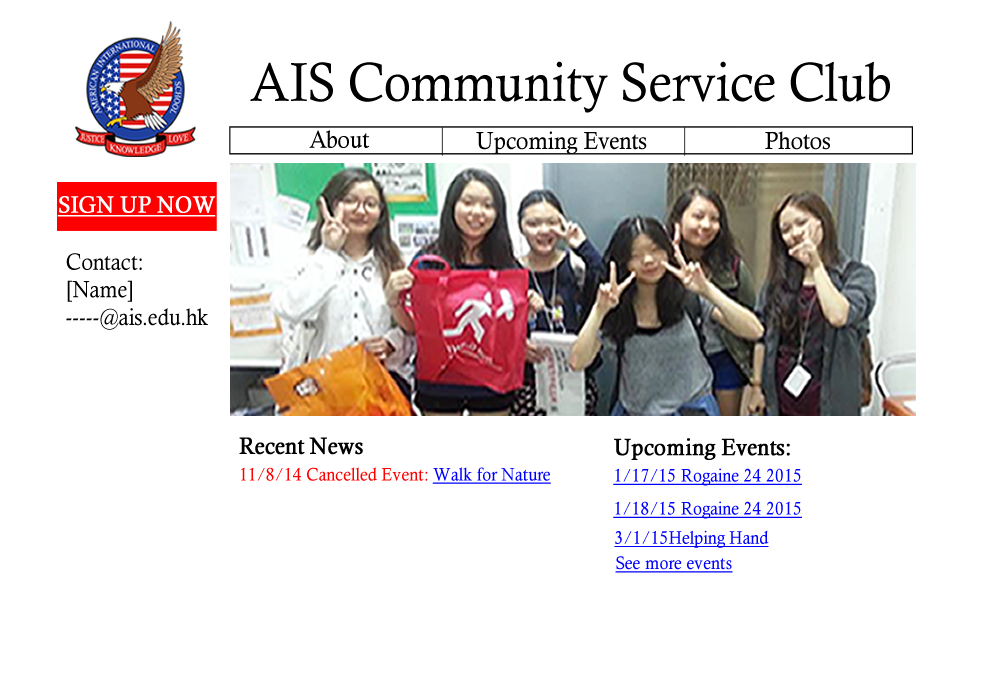 AMERICAN INTERNATIONAL SCHOOL
JUSTICE KNOWLEDGE LOVE
AIS Community Service Club
About Upcoming Events Photos
SIGN UP NOW
Contact:
[Name]
-----@ais.edu.hk
Recent News
11/8/14 Cancelled Event: Walk for Nature
Upcoming Events:
1/17/15 Rogaine 24 2015
1/18/15 Rogaine 24 2015
3/1/15Helping Hand
See more events